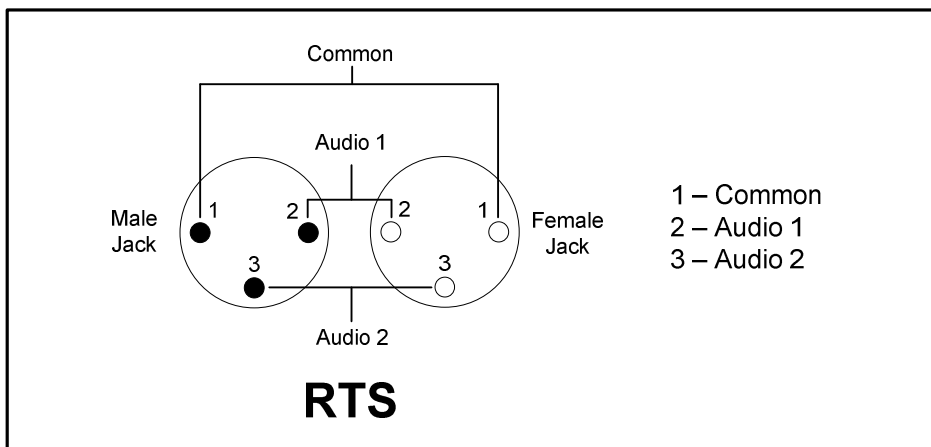 Common
Audio 1
Male
Jack
1
2
2
1
Female
Jack
3
3
Audio 2
RTS
1 – Common
2 – Audio 1
3 – Audio 2